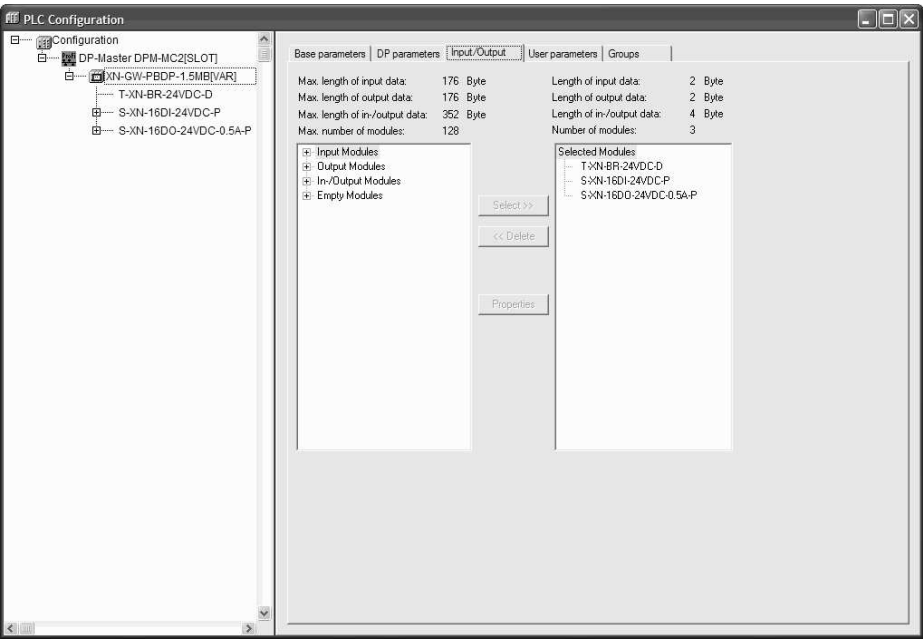 PLC Configuration
Configuration
DP-Master DPM-MC2[SLOT]
XN-GW-PBDP-1.5MB[VAR]
T-XN-BR-24VDC-D
S-XN-16DI-24VDC-P
S-XN-16DO-24VDC-0.5A-P
Base parameters DP parameters Input/Output User parameters Groups
Max. length of input data: 176 Byte Length of input data: 2 Byte
Max. length of output data: 176 Byte Length of output data: 2 Byte
Max. length of in-/output data: 352 Byte Length of in-/output data: 4 Byte
Max. number of modules: 128 Number of modules: 3
Input Modules
Output Modules
In-/Output Modules
Empty Modules
Select >>
<< Delete
Properties
Selected Modules
T-XN-BR-24VDC-D
S-XN-16DI-24VDC-P
S-XN-16DO-24VDC-0.5A-P